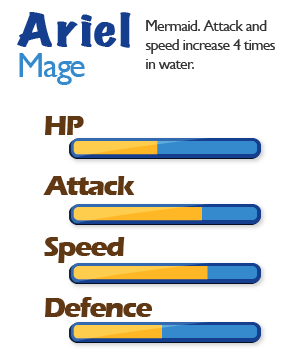 Ariel
Mage
Mermaid. Attack and
speed increase 4 times
in water.
HP
Attack
Speed
Defence